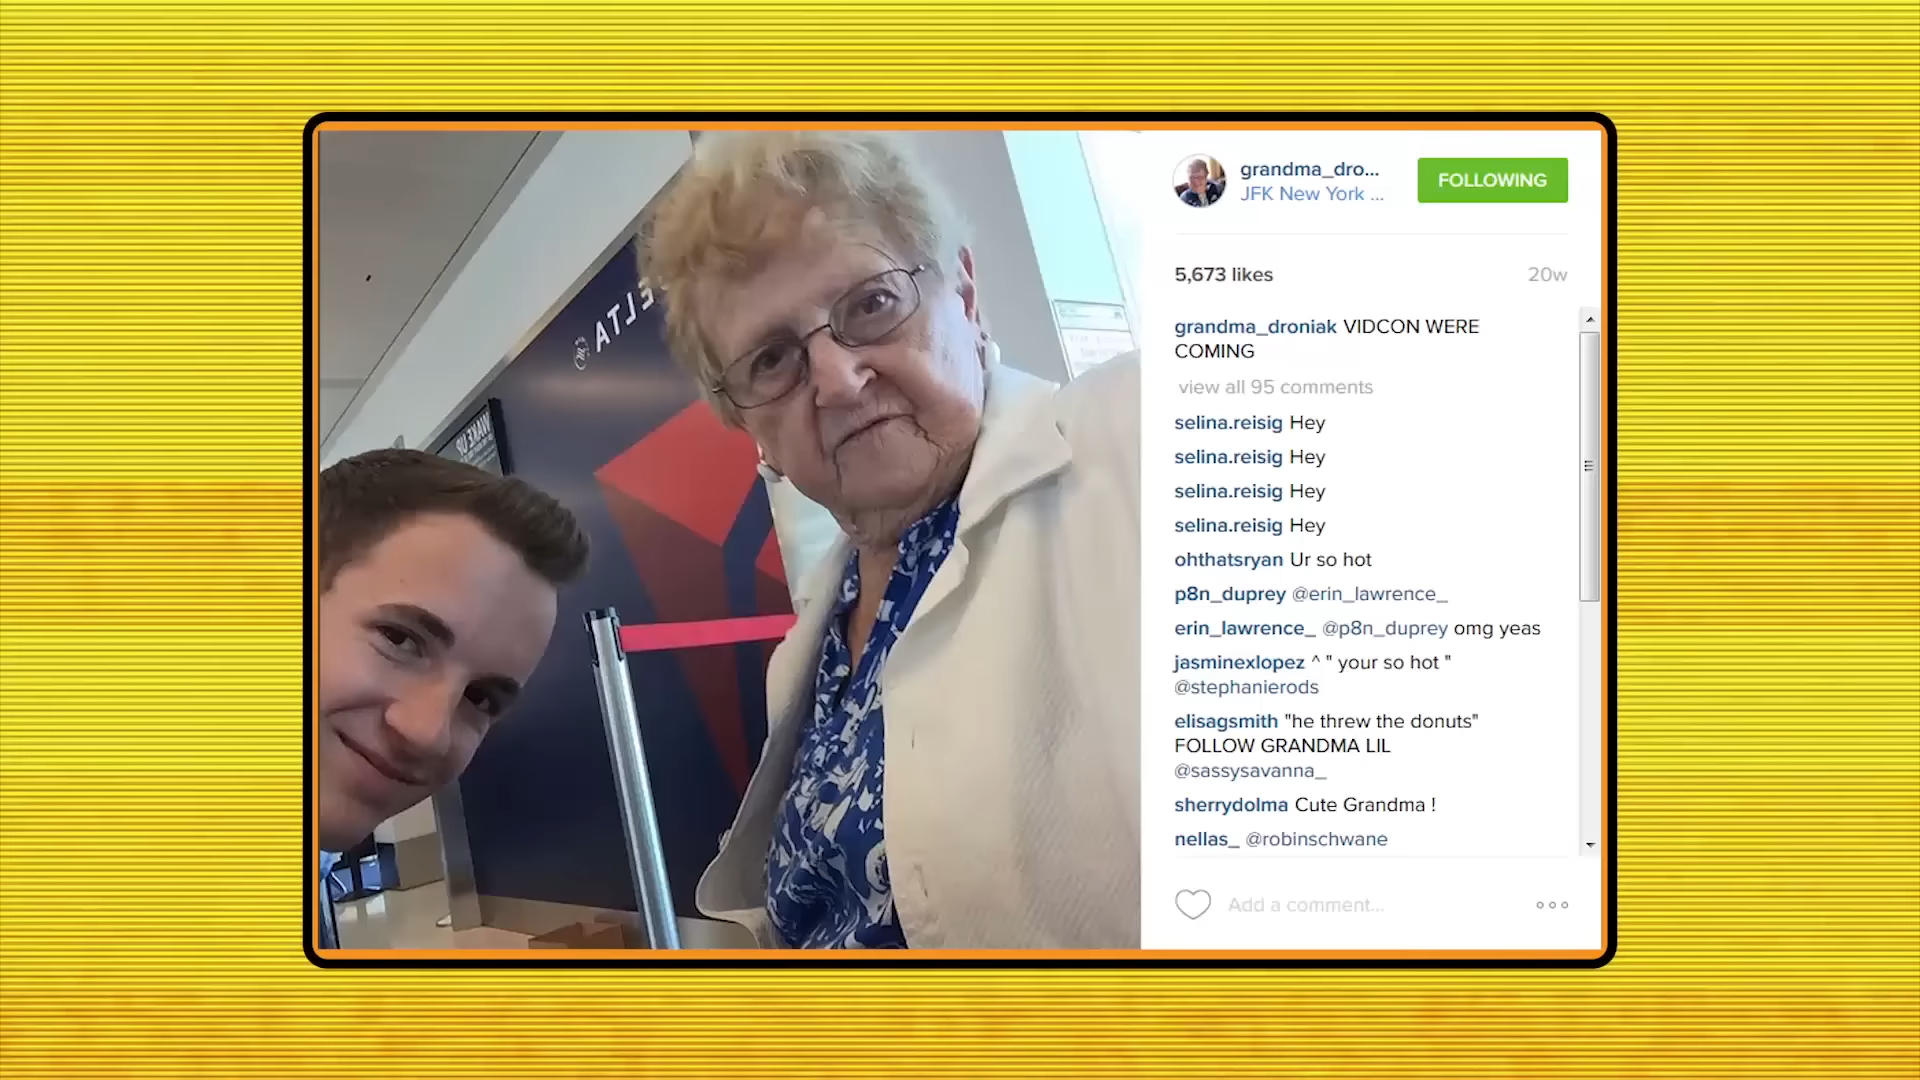 DELTA
WAKE UP
grandma_dro...
JFK New York ...
FOLLOWING
5,673 likes
20w
grandma_droniak VIDCON WERE
COMING
view all 95 comments
selina.reisig Hey
selina.reisig Hey
selina.reisig Hey
selina.reisig Hey
ohthatsryan Ur so hot
p8n_duprey @erin_lawrence_
erin_lawrence_ @p8n_duprey omg yeas
jasminexlopez ^ " your so hot "
@stephanierods
elisagsmith "he threw the donuts"
FOLLOW GRANDMA LIL
@sassysavanna_
sherrydolma Cute Grandma !
nellas_ @robinschwane
Add a comment...